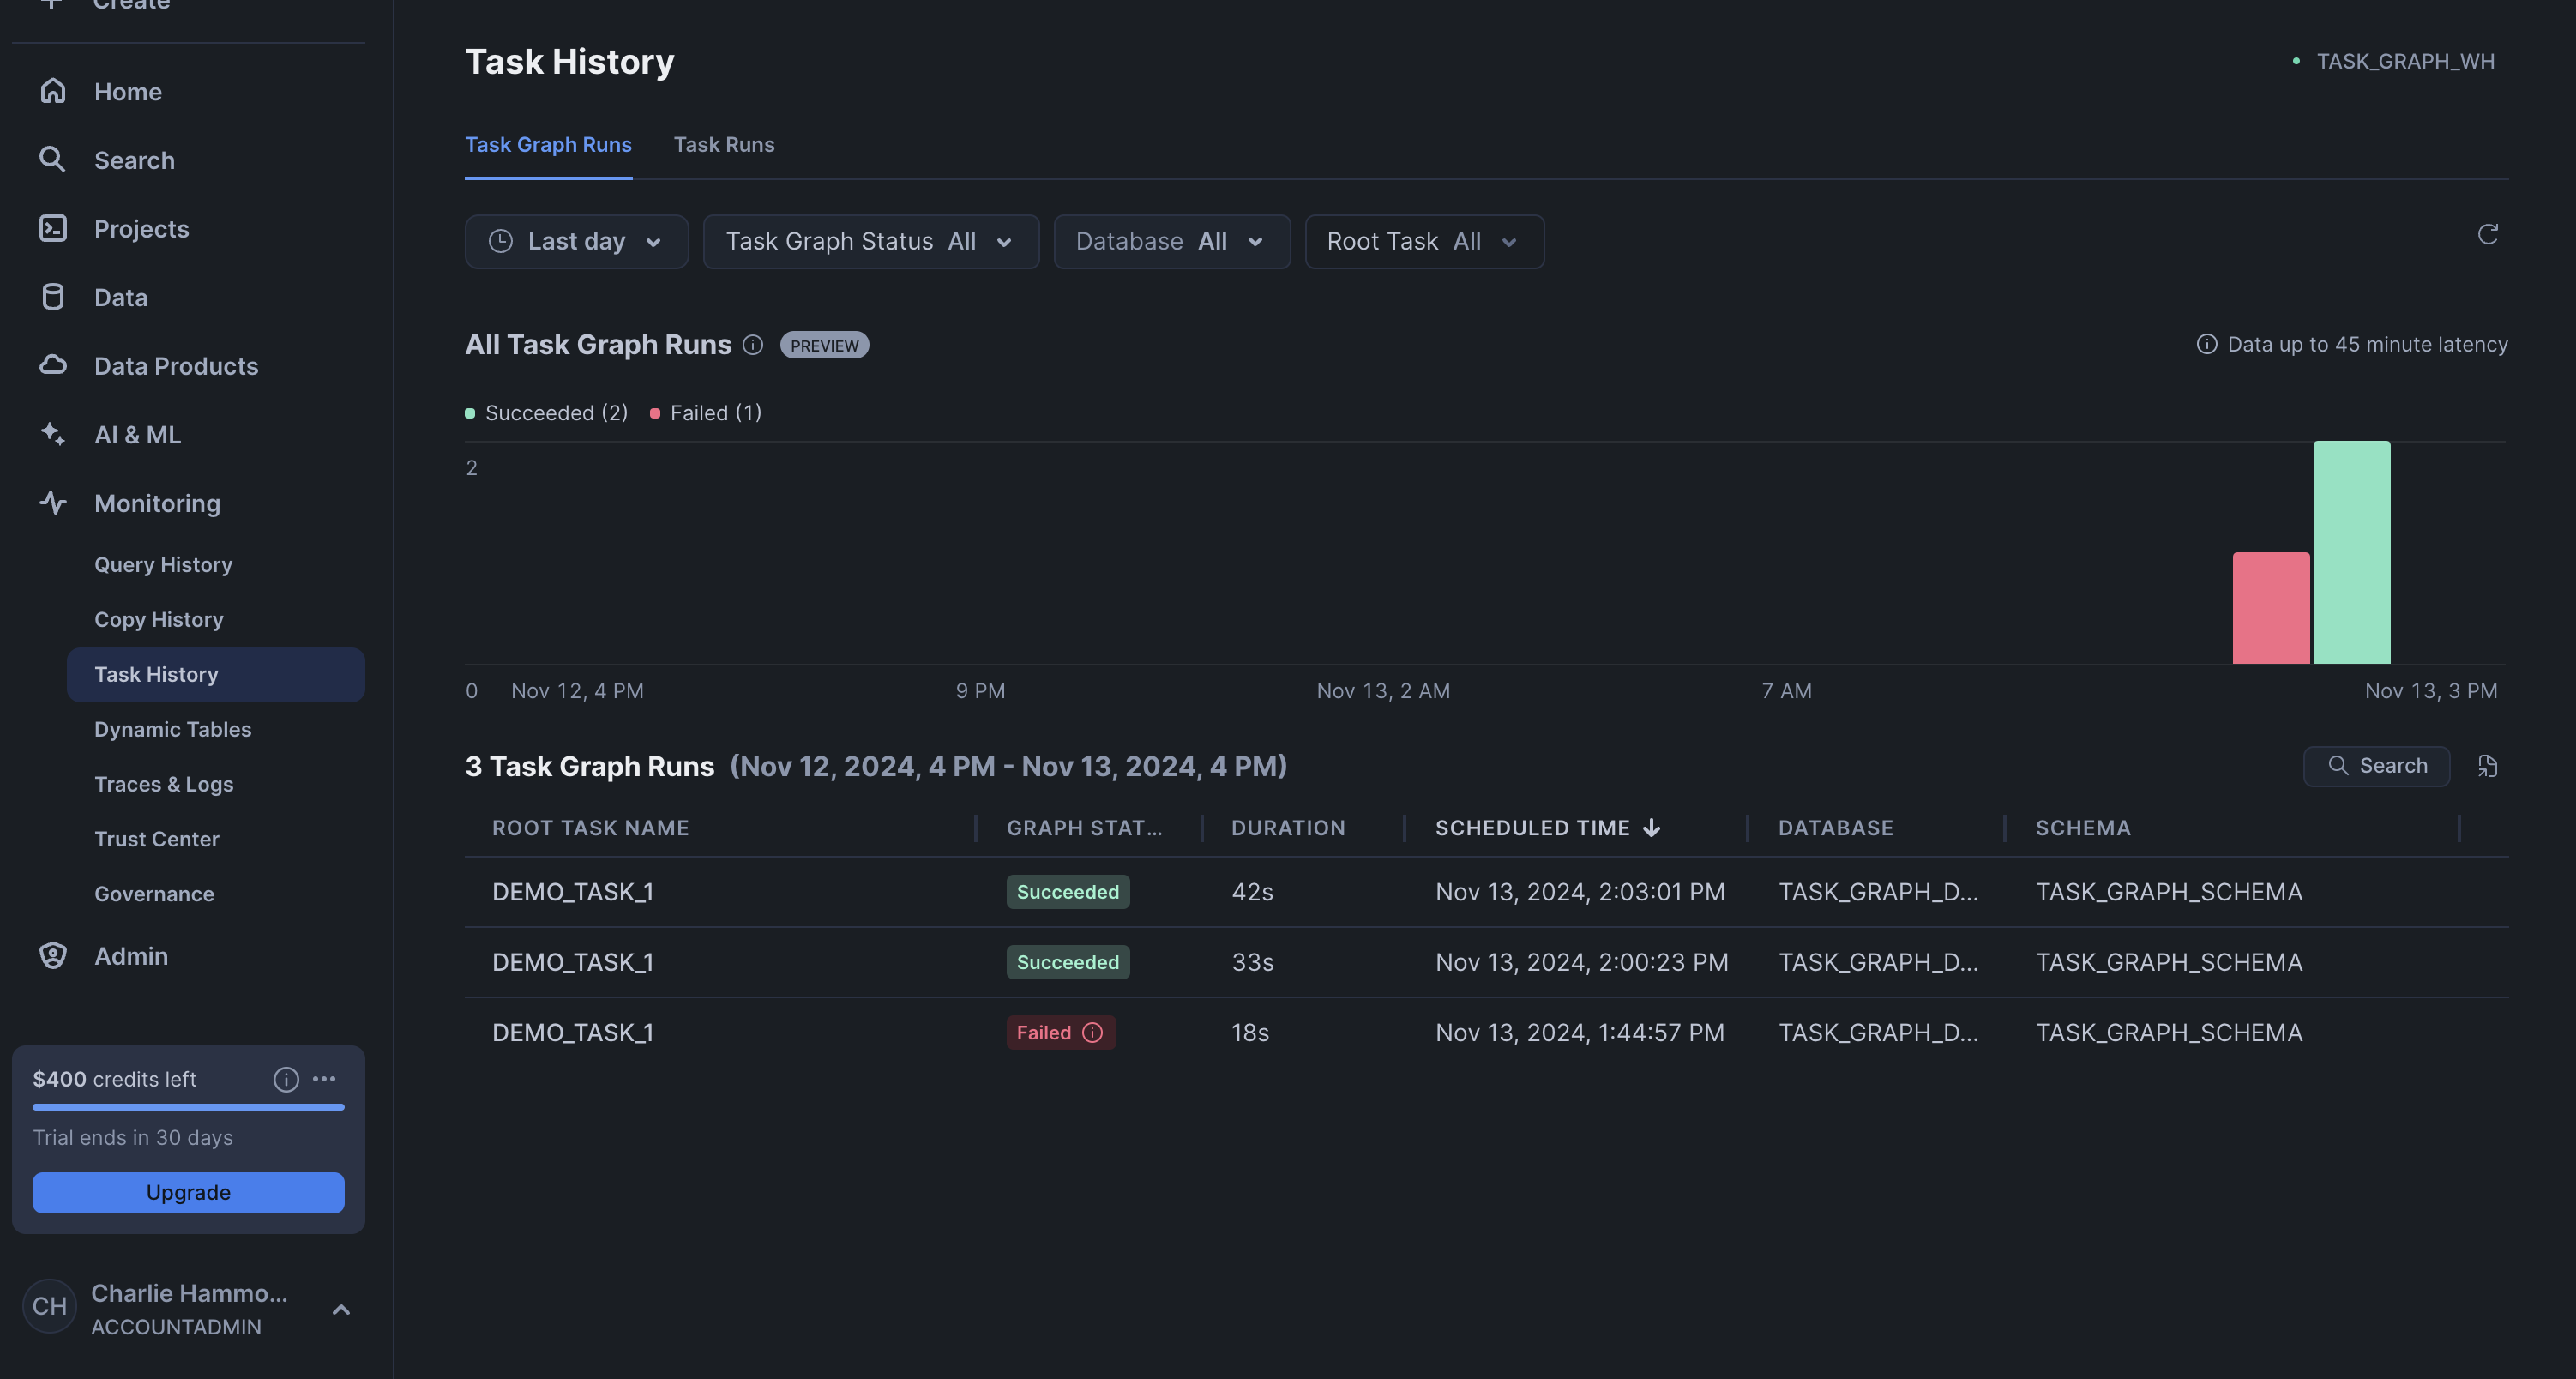 Create
Home
Search
Projects
Data
Data Products
AI & ML
Monitoring
Query History
Copy History
Task History
Dynamic Tables
Traces & Logs
Trust Center
Governance
Admin
$400 credits left
Trial ends in 30 days
Upgrade
CH
Charlie Hammo...
ACCOUNTADMIN
Task History
TASK_GRAPH_WH
Task Graph Runs Task Runs
Last day Task Graph Status All Database All Root Task All
All Task Graph Runs PREVIEW
Data up to 45 minute latency
Succeeded (2) Failed (1)
2
0 Nov 12, 4 PM 9 PM Nov 13, 2 AM 7 AM Nov 13, 3 PM
3 Task Graph Runs (Nov 12, 2024, 4 PM - Nov 13, 2024, 4 PM)
Search
ROOT TASK NAME GRAPH STAT... DURATION SCHEDULED TIME DATABASE SCHEMA
DEMO_TASK_1 Succeeded 42s Nov 13, 2024, 2:03:01 PM TASK_GRAPH_D... TASK_GRAPH_SCHEMA
DEMO_TASK_1 Succeeded 33s Nov 13, 2024, 2:00:23 PM TASK_GRAPH_D... TASK_GRAPH_SCHEMA
DEMO_TASK_1 Failed 18s Nov 13, 2024, 1:44:57 PM TASK_GRAPH_D... TASK_GRAPH_SCHEMA